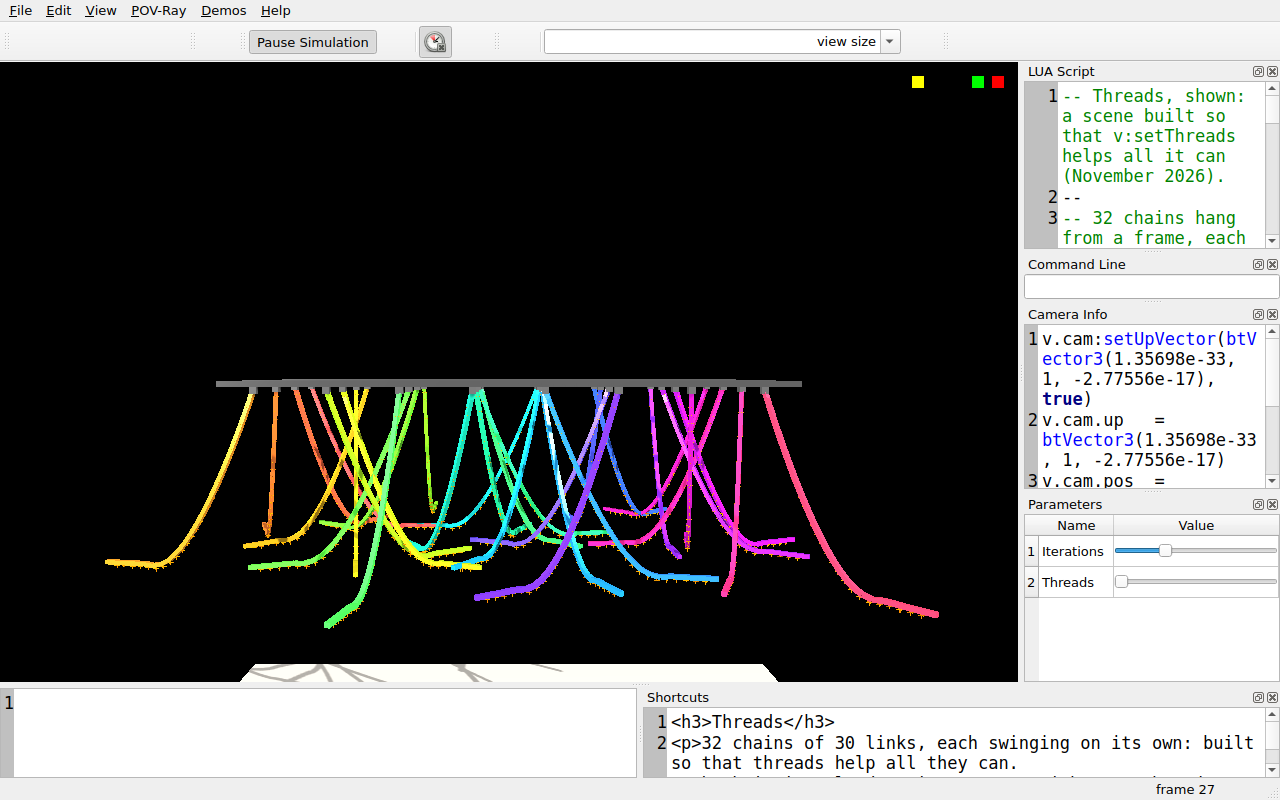 File Edit View POV-Ray Demos Help
Pause Simulation
view size
LUA Script
1 -- Threads, shown:
a scene built so
that v:setThreads
helps all it can
(November 2026).
2 --
3 -- 32 chains hang
from a frame, each
Command Line
Camera Info
1 v.cam:setUpVector(btV
ector3(1.35698e-33,
1, -2.77556e-17),
true)
2 v.cam.up   =
btVector3(1.35698e-33
, 1, -2.77556e-17)
3 v.cam.pos  =
Parameters
Name Value
1 Iterations
2 Threads
1
Shortcuts
1 <h3>Threads</h3>
2 <p>32 chains of 30 links, each swinging on its own: built
so that threads help all they can.
frame 27